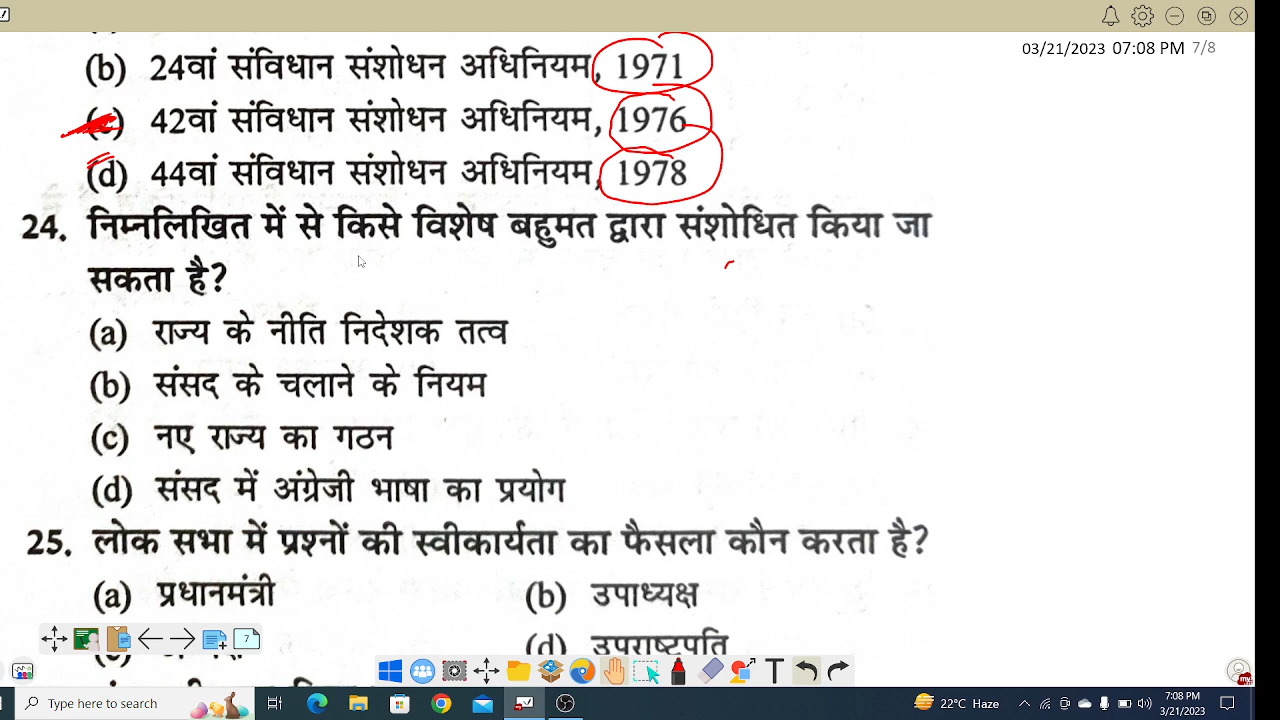 03/21/2023 07:08 PM 7/8
(b) 24वां संविधान संशोधन अधिनियम, 1971
(c) 42वां संविधान संशोधन अधिनियम, 1976
(d) 44वां संविधान संशोधन अधिनियम, 1978
24. निम्नलिखित में से किसे विशेष बहुमत द्वारा संशोधित किया जा
सकता है?
(a) राज्य के नीति निदेशक तत्व
(b) संसद के चलाने के नियम
(c) नए राज्य का गठन
(d) संसद में अंग्रेजी भाषा का प्रयोग
25. लोक सभा में प्रश्नों की स्वीकार्यता का फैसला कौन करता है?
(a) प्रधानमंत्री (b) उपाध्यक्ष
(d) उपराष्ट्रपति
7
T
Type here to search
22°C Haze
7:08 PM
3/21/2023